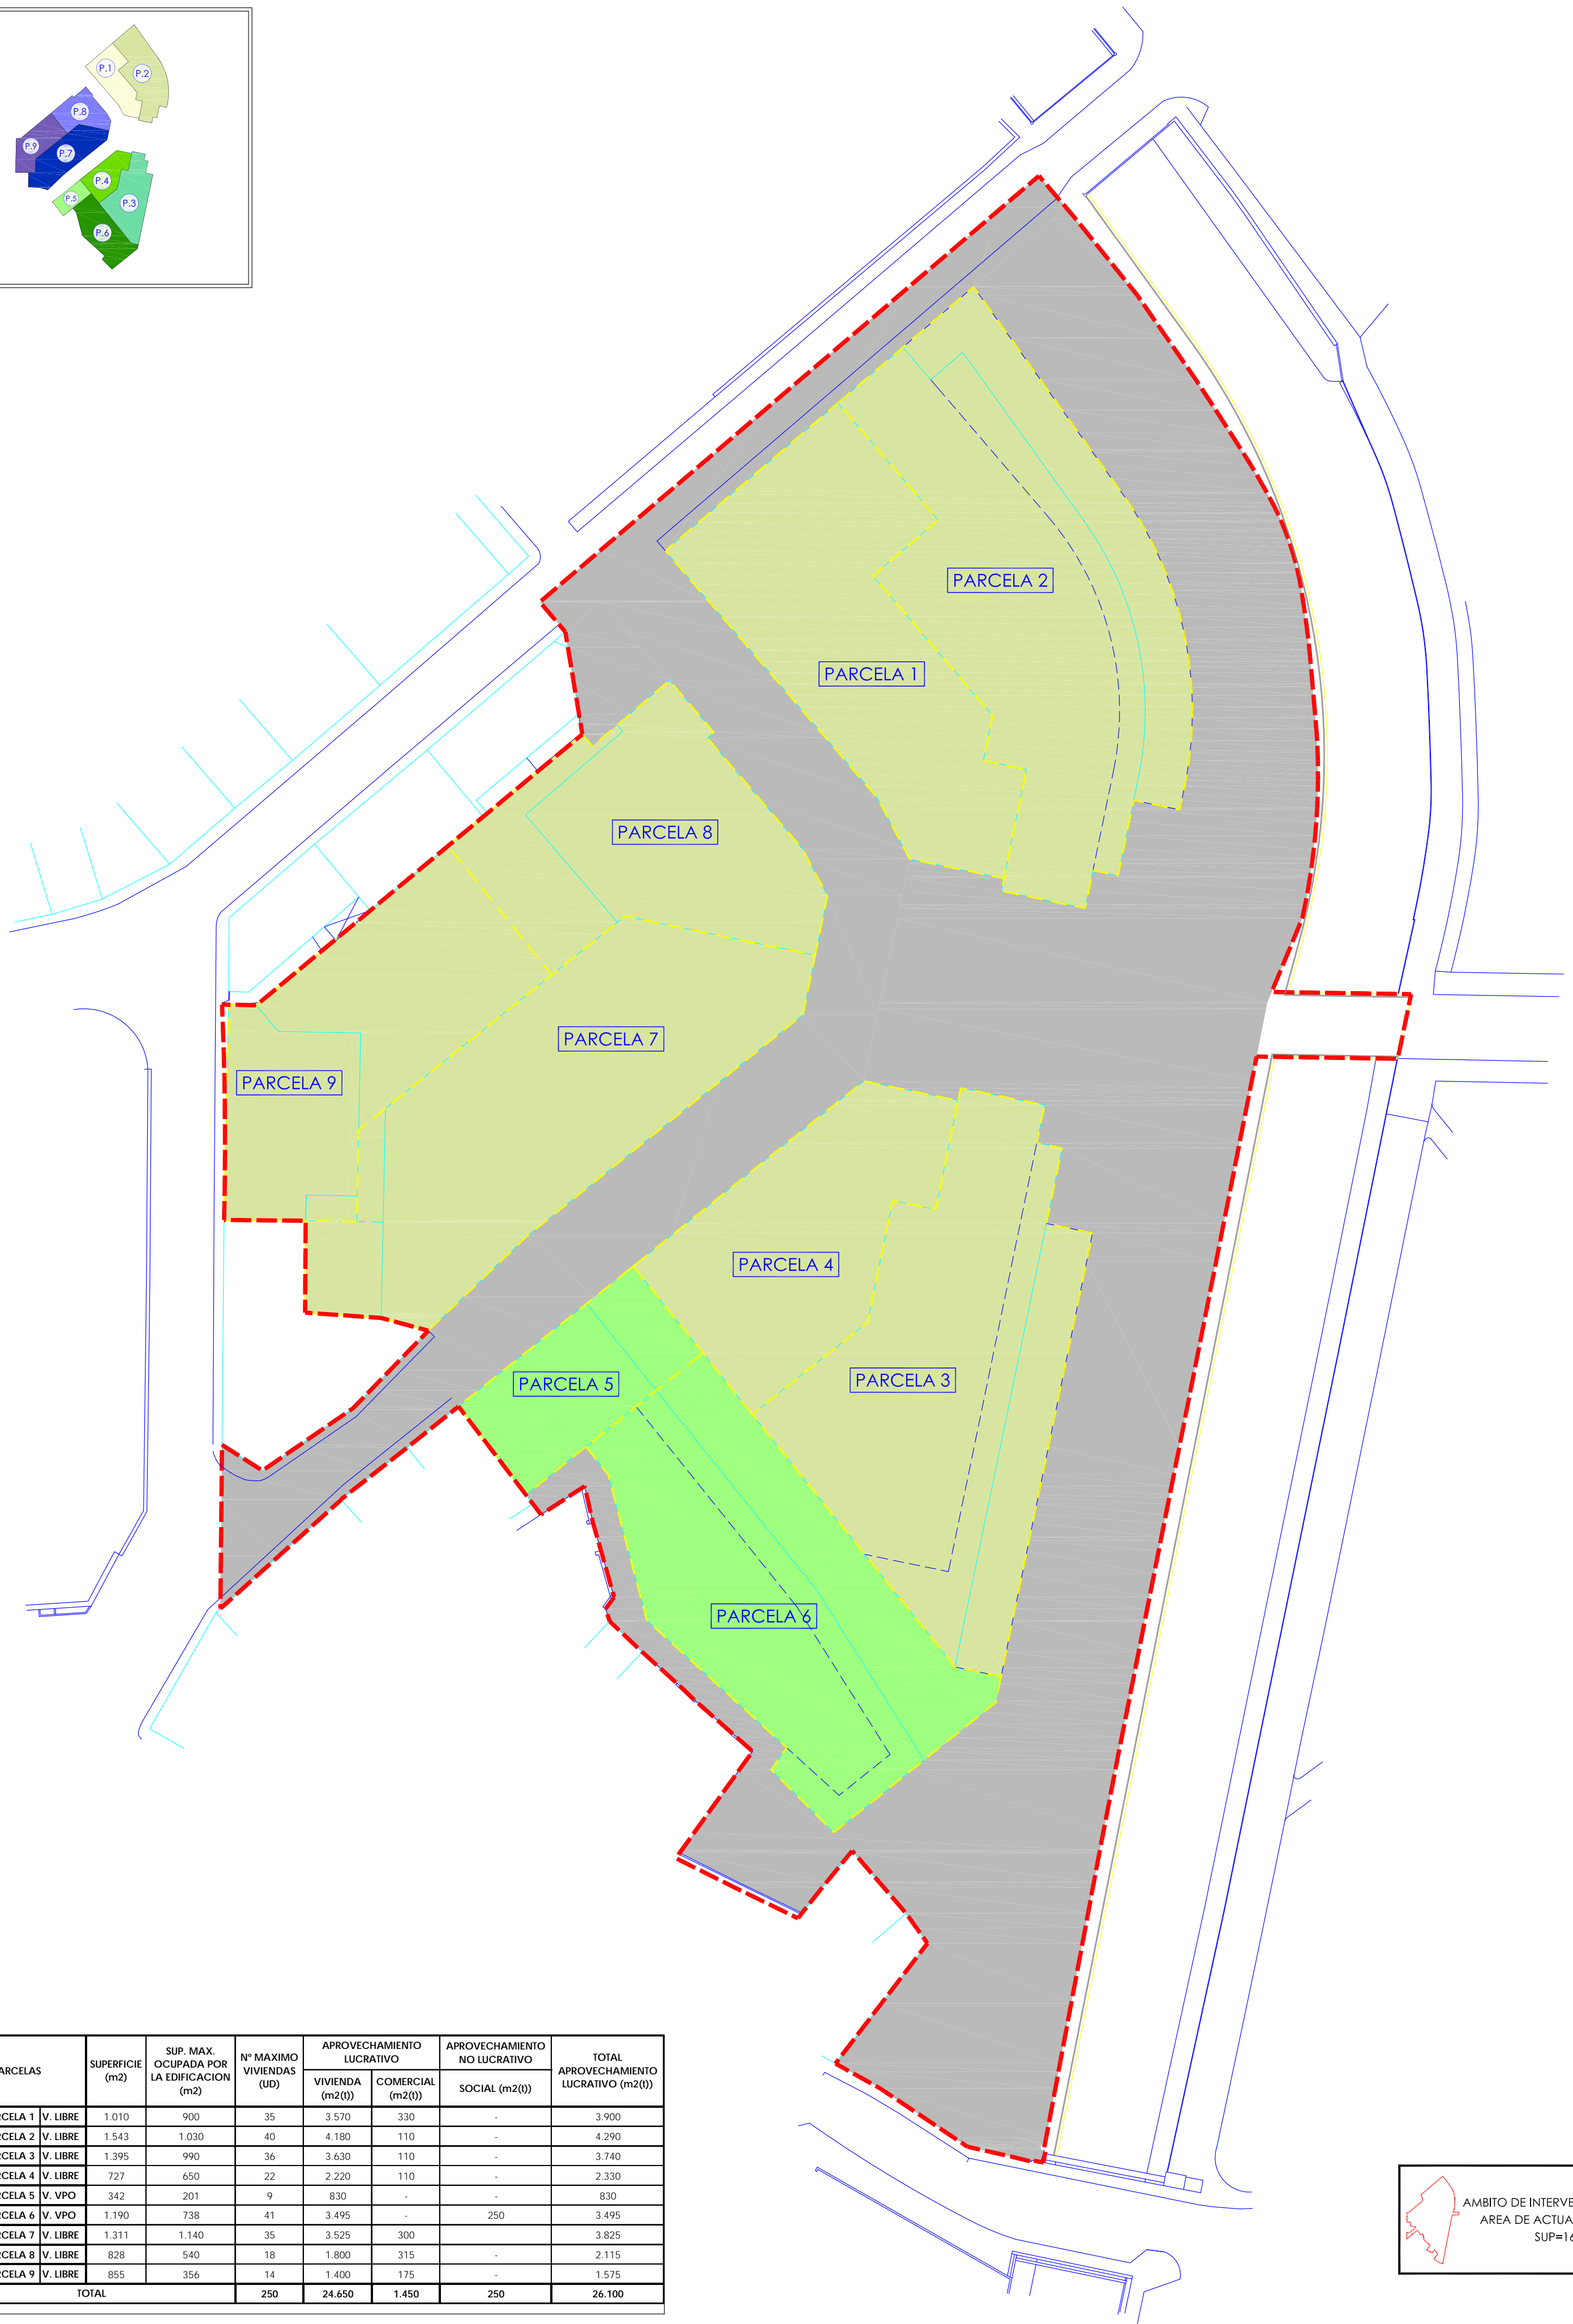 P.1
P.2
P.8
P.9
P.7
P.4
P.5
P.3
P.6
PARCELA 2
PARCELA 1
PARCELA 8
PARCELA 7
PARCELA 9
PARCELA 4
PARCELA 5
PARCELA 3
PARCELA 6
ARCELAS SUPERFICIE (m2) SUP. MAX. OCUPADA POR LA EDIFICACION (m2) Nº MAXIMO VIVIENDAS (UD) APROVECHAMIENTO LUCRATIVO APROVECHAMIENTO NO LUCRATIVO TOTAL APROVECHAMIENTO LUCRATIVO (m2(t))
VIVIENDA (m2(t)) COMERCIAL (m2(t)) SOCIAL (m2(t))
CELA 1 V. LIBRE 1.010 900 35 3.570 330 - 3.900
CELA 2 V. LIBRE 1.543 1.030 40 4.180 110 - 4.290
CELA 3 V. LIBRE 1.395 990 36 3.630 110 - 3.740
CELA 4 V. LIBRE 727 650 22 2.220 110 - 2.330
CELA 5 V. VPO 342 201 9 830 - - 830
CELA 6 V. VPO 1.190 738 41 3.495 - 250 3.495
CELA 7 V. LIBRE 1.311 1.140 35 3.525 300 3.825
CELA 8 V. LIBRE 828 540 18 1.800 315 - 2.115
CELA 9 V. LIBRE 855 356 14 1.400 175 - 1.575
TOTAL 250 24.650 1.450 250 26.100
AMBITO DE INTERVE
AREA DE ACTUA
SUP=16